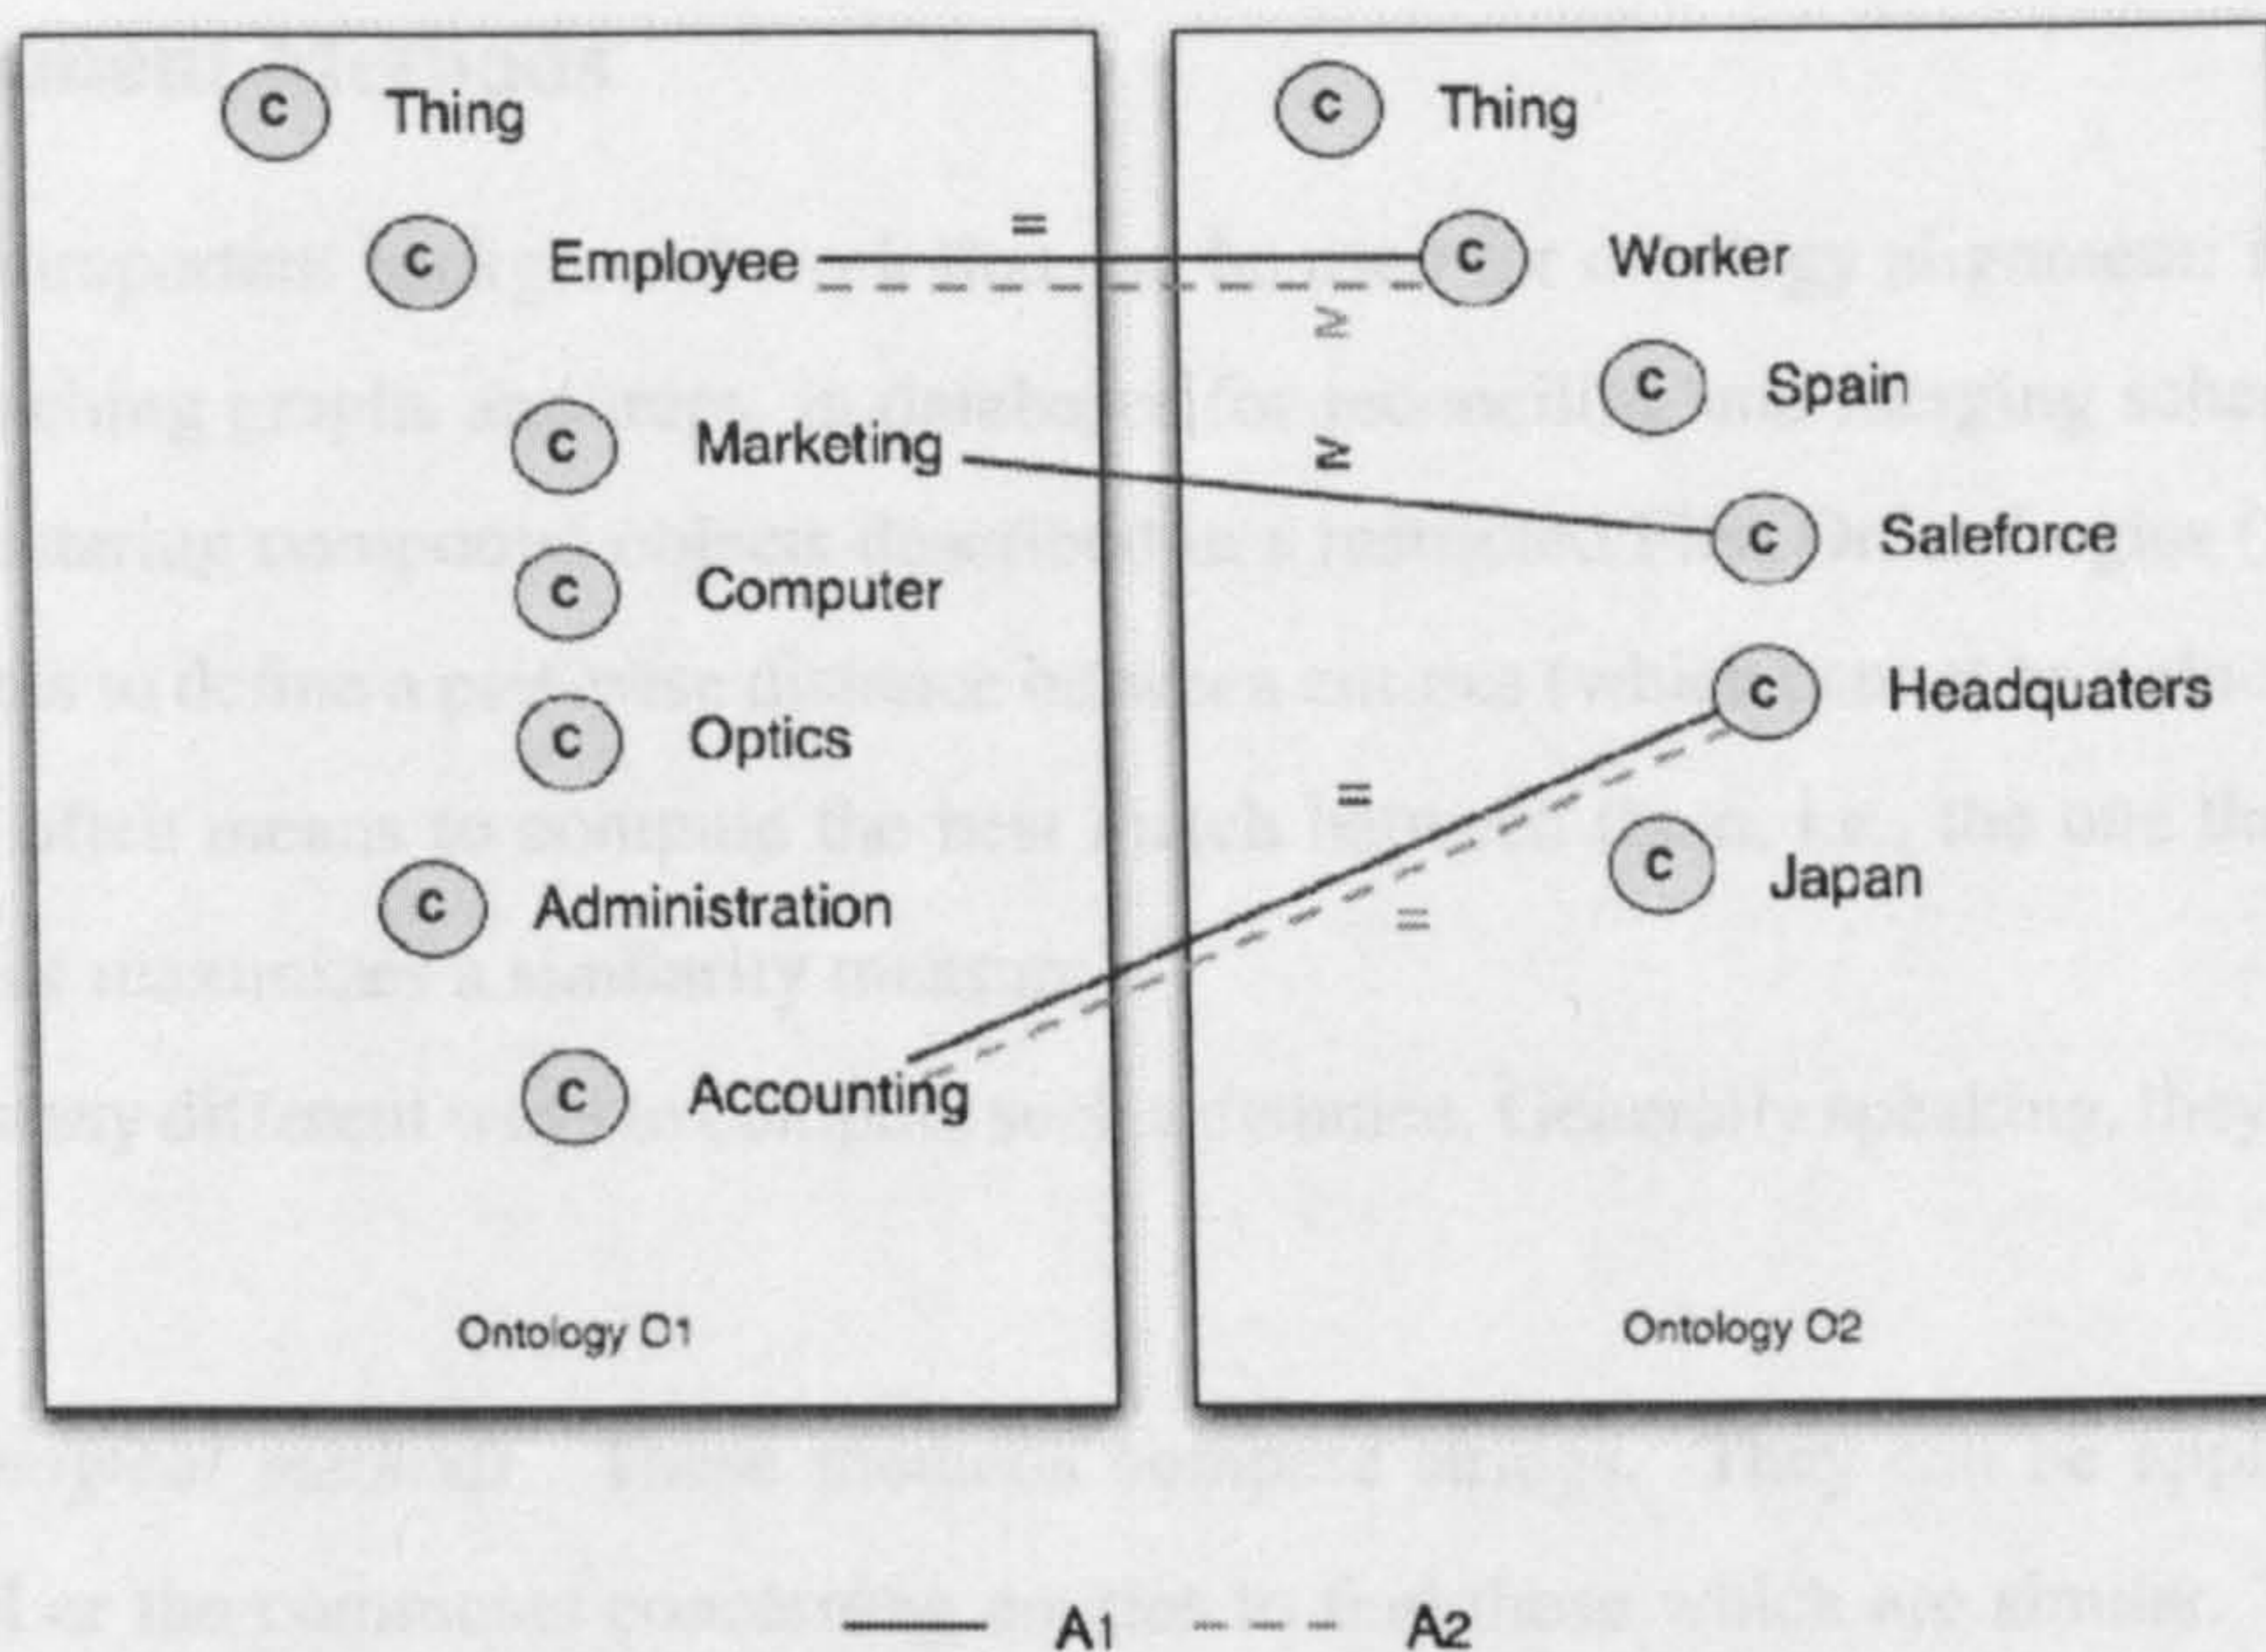 C Thing
C Employee
C Marketing
C Computer
C Optics
C Administration
C Accounting
Ontology O1
=
≥
≥
=
=
C Thing
C Worker
C Spain
C Saleforce
C Headquaters
C Japan
Ontology O2
A1 A2